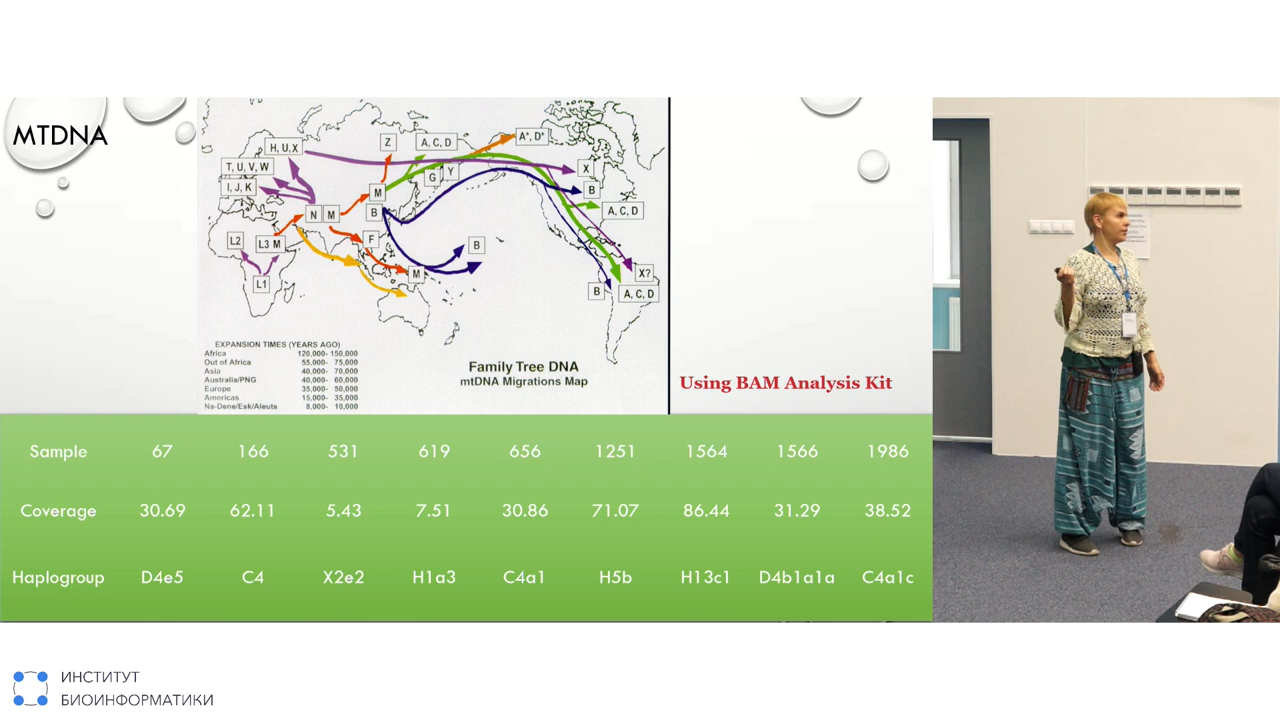 MTDNA
H, U,X
T, U, V, W
I, J, K
L2
L3 M
L1
N M
Z
A, C, D
A*, D*
G
Y
M
B
F
M
B
X
B
A, C, D
X?
B
A, C, D
EXPANSION TIMES (YEARS AGO)
Africa 120,000- 150,000
Out of Africa 55,000- 75,000
Asia 40,000- 70,000
Australia/PNG 40,000- 60,000
Europe 35,000- 50,000
Americas 15,000- 35,000
Na-Dene/Esk/Aleuts 8,000- 10,000
Family Tree DNA
mtDNA Migrations Map
Using BAM Analysis Kit
Sample 67 166 531 619 656 1251 1564 1566 1986
Coverage 30.69 62.11 5.43 7.51 30.86 71.07 86.44 31.29 38.52
Haplogroup D4e5 C4 X2e2 H1a3 C4a1 H5b H13c1 D4b1a1a C4a1c
ИНСТИТУТ
БИОИНФОРМАТИКИ